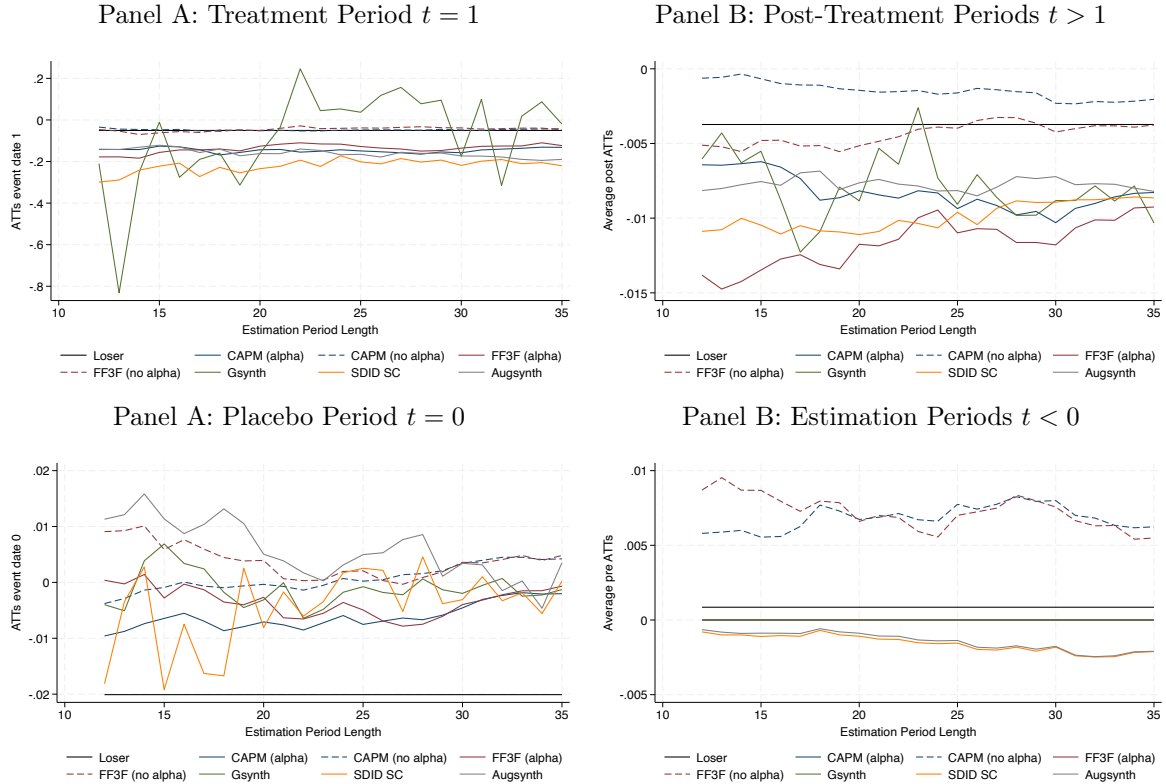 Panel A: Treatment Period t = 1
.2
0
-.2
-.4
-.6
-.8
ATTs event date 1
10 15 20 25 30 35
Estimation Period Length
Loser CAPM (alpha) CAPM (no alpha) FF3F (alpha)
FF3F (no alpha) Gsynth SDID SC Augsynth
Panel B: Post-Treatment Periods t > 1
0
-.005
-.01
-.015
Average post ATTs
10 15 20 25 30 35
Estimation Period Length
Loser CAPM (alpha) CAPM (no alpha) FF3F (alpha)
FF3F (no alpha) Gsynth SDID SC Augsynth
Panel A: Placebo Period t = 0
.02
.01
0
-.01
-.02
ATTs event date 0
10 15 20 25 30 35
Estimation Period Length
Loser CAPM (alpha) CAPM (no alpha) FF3F (alpha)
FF3F (no alpha) Gsynth SDID SC Augsynth
Panel B: Estimation Periods t < 0
.01
.005
0
-.005
Average pre ATTs
10 15 20 25 30 35
Estimation Period Length
Loser CAPM (alpha) CAPM (no alpha) FF3F (alpha)
FF3F (no alpha) Gsynth SDID SC Augsynth